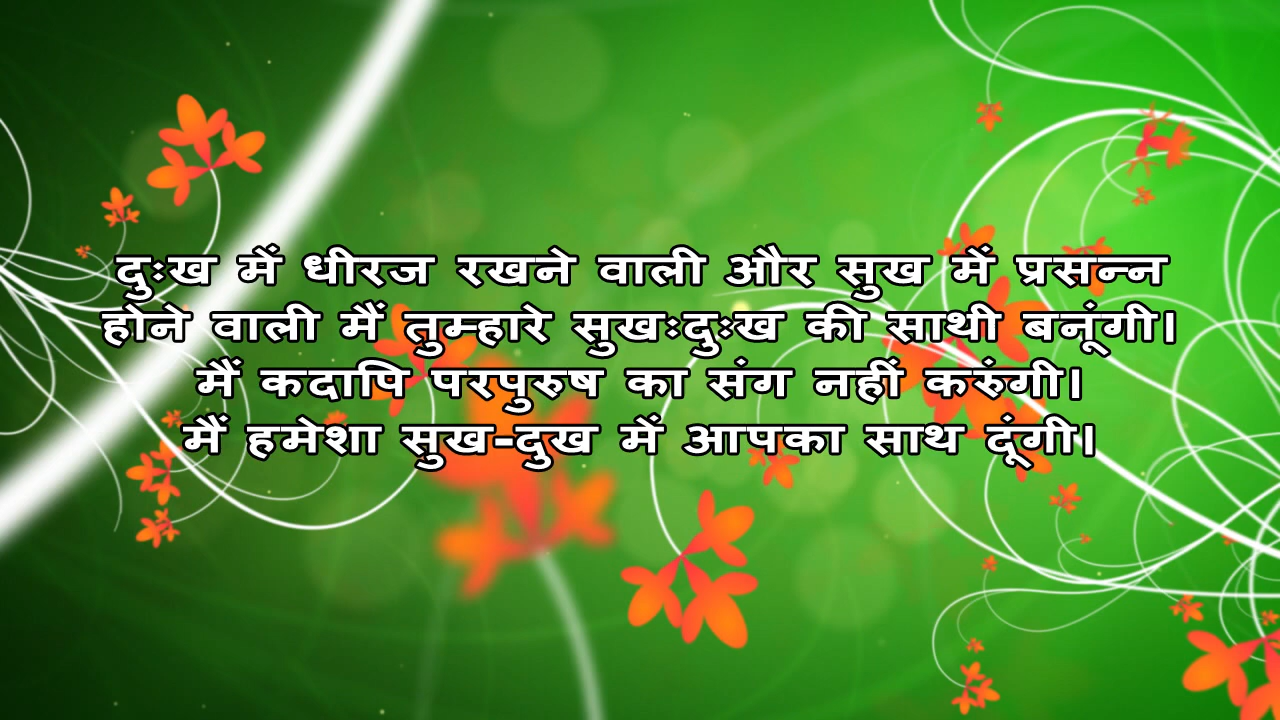 दुःख में धीरज रखने वाली और सुख में प्रसन्न
होने वाली मैं तुम्हारे सुखःदुःख की साथी बनूंगी।
मैं कदापि परपुरुष का संग नहीं करुंगी।
मैं हमेशा सुख-दुख में आपका साथ दूंगी।